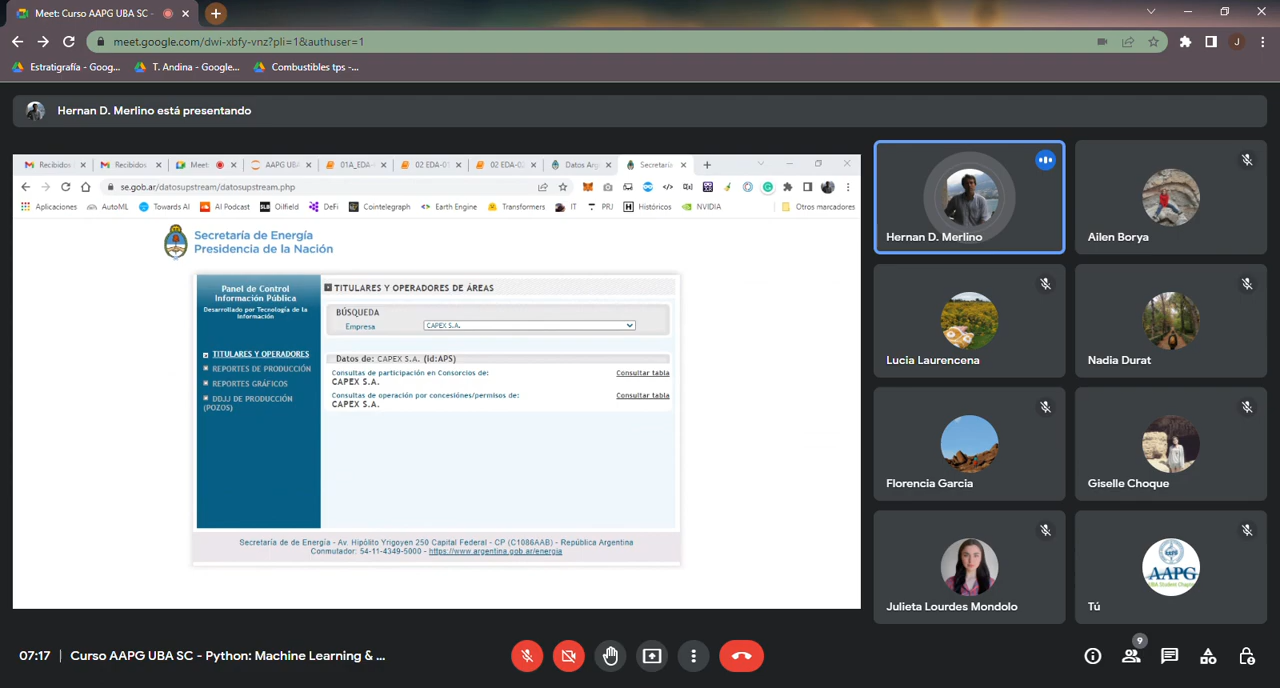 Meet: Curso AAPG UBA SC -
meet.google.com/dwi-xbfy-vnz?pli=1&authuser=1
J
Estratigrafía - Goog...
T. Andina - Google...
Combustibles tps -...
Hernan D. Merlino está presentando
Recibidos
Recibidos
Meet:
AAPG UBA
01A_EDA-
02 EDA-01
02 EDA-02
Datos Arg
Secretaría
se.gob.ar/datosupstream/datosupstream.php
Aplicaciones
AutoML
Towards AI
AI Podcast
Oilfield
DeFi
Cointelegraph
Earth Engine
Transformers
IT
PRJ
Históricos
NVIDIA
Otros marcadores
Secretaría de Energía
Presidencia de la Nación
Panel de Control
Información Pública
Desarrollado por Tecnología de la
Información
TITULARES Y OPERADORES
REPORTES DE PRODUCCIÓN
REPORTES GRÁFICOS
DDJJ DE PRODUCCIÓN
(POZOS)
TITULARES Y OPERADORES DE ÁREAS
BÚSQUEDA
Empresa
CAPEX S.A.
Datos de: CAPEX S.A. (Id:APS)
Consultas de participación en Consorcios de:
CAPEX S.A.
Consultar tabla
Consultas de operación por concesiones/permisos de:
CAPEX S.A.
Consultar tabla
Secretaría de de Energía - Av. Hipólito Yrigoyen 250 Capital Federal - CP (C1086AAB) - República Argentina
Conmutador: 54-11-4349-5000 - https://www.argentina.gob.ar/energia
Hernan D. Merlino
Ailen Borya
Lucia Laurencena
Nadia Durat
Florencia Garcia
Giselle Choque
Julieta Lourdes Mondolo
AAPG
UBA Student Chapter
Tú
07:17 | Curso AAPG UBA SC - Python: Machine Learning & ...
9